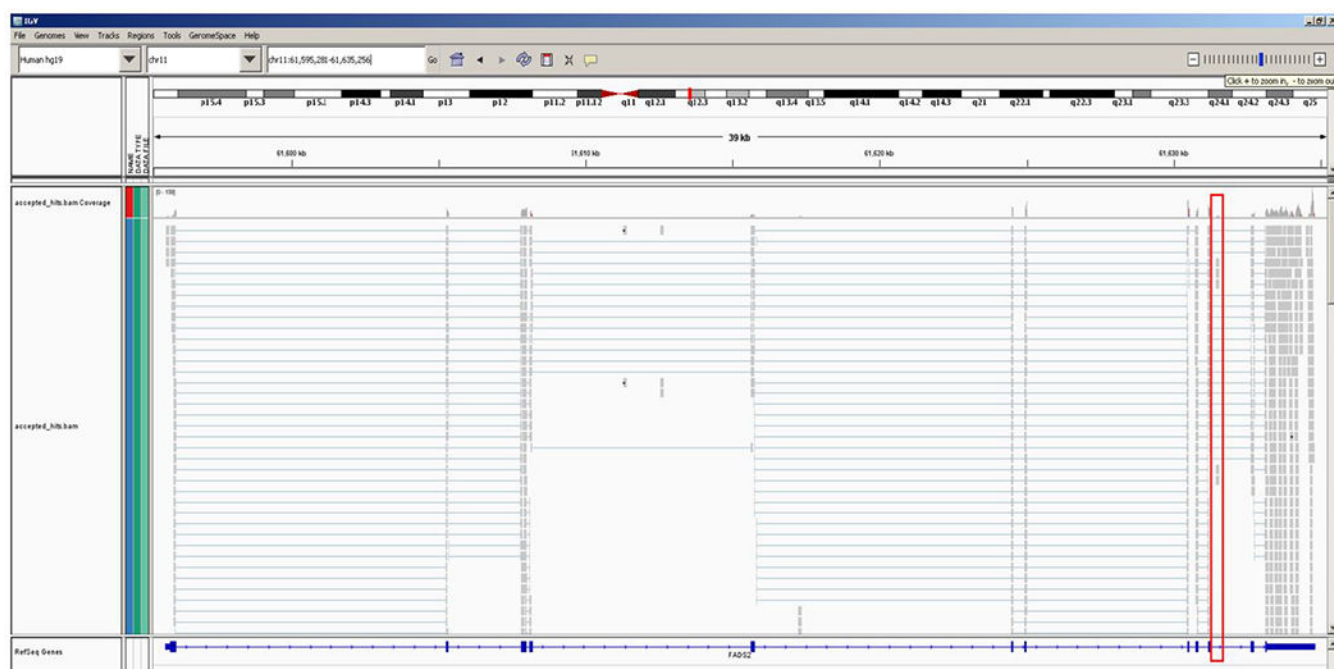 IGV
File Genomes View Tracks Regions Tools GenomeSpace Help
Human hg19 chr11 chr11:61,595,281-61,635,256 Go
Click + to zoom in, - to zoom out
p15.4 p15.3 p15.1 p14.3 p14.1 p13 p12 p11.2 p11.12 q11 q12.1 q12.3 q13.2 q13.4 q13.5 q14.1 q14.2 q14.3 q21 q22.1 q22.3 q23.1 q23.3 q24.1 q24.2 q24.3 q25
39 kb
61,600 kb 61,610 kb 61,620 kb 61,630 kb
NAME
DATA TYPE
DATA FILE
accepted_hits.bam Coverage
accepted_hits.bam
RefSeq Genes
FADS2